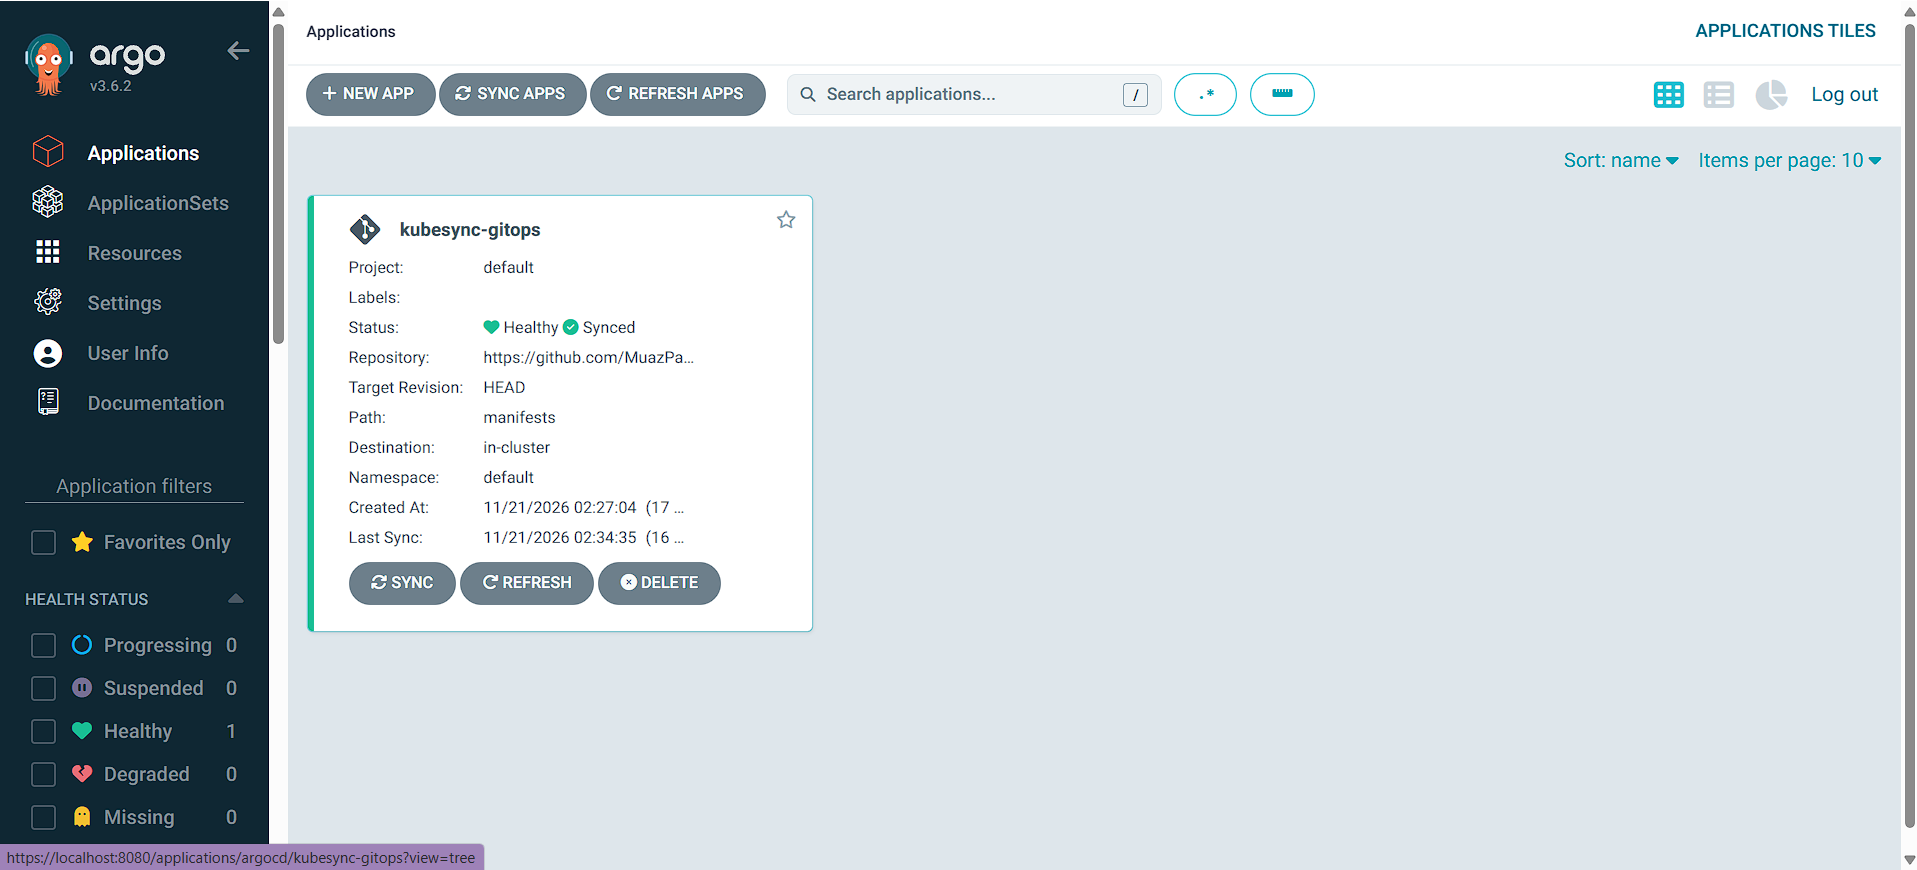 argo
v3.6.2
Applications
ApplicationSets
Resources
Settings
User Info
Documentation
Application filters
Favorites Only
HEALTH STATUS
Progressing 0
Suspended 0
Healthy 1
Degraded 0
Missing 0
Applications
APPLICATIONS TILES
+ NEW APP SYNC APPS REFRESH APPS Search applications... / .* Log out
Sort: name Items per page: 10
kubesync-gitops
Project: default
Labels:
Status: Healthy Synced
Repository: https://github.com/MuazPa...
Target Revision: HEAD
Path: manifests
Destination: in-cluster
Namespace: default
Created At: 11/21/2026 02:27:04 (17 ...
Last Sync: 11/21/2026 02:34:35 (16 ...
SYNC REFRESH DELETE
https://localhost:8080/applications/argocd/kubesync-gitops?view=tree